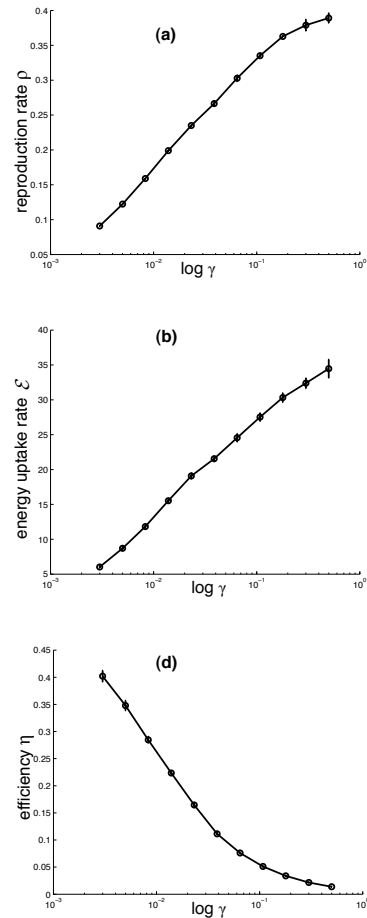 (a)
reproduction rate ρ
0.4
0.35
0.3
0.25
0.2
0.15
0.1
0.05
10⁻³ 10⁻² 10⁻¹ 10⁰
log γ
(b)
energy uptake rate ℰ
40
35
30
25
20
15
10
5
10⁻³ 10⁻² 10⁻¹ 10⁰
log γ
(d)
efficiency η
0.45
0.4
0.35
0.3
0.25
0.2
0.15
0.1
0.05
0
10⁻³ 10⁻² 10⁻¹ 10⁰
log γ